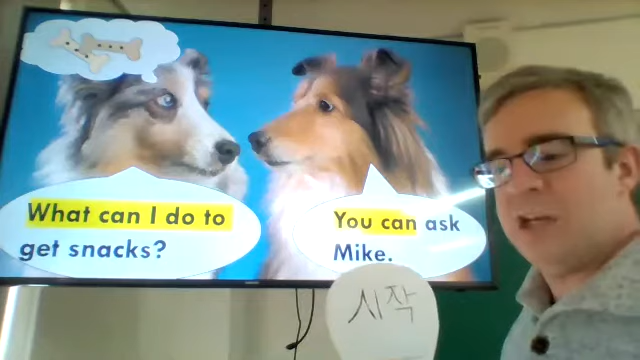 What can I do to
get snacks?
You can ask
Mike.
시작